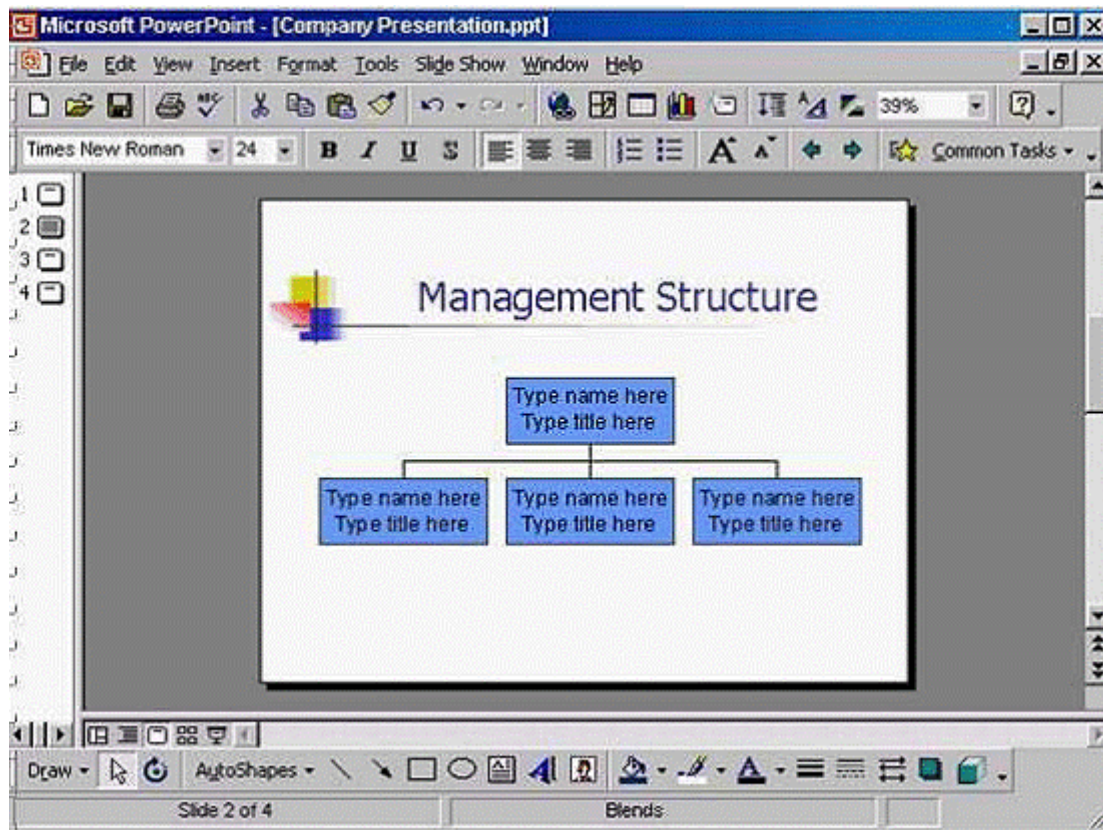 Microsoft PowerPoint - [Company Presentation.ppt]
File Edit View Insert Format Tools Slide Show Window Help
ABC A 39% ?
Times New Roman 24 B I U S A A Common Tasks
1
2
3
4
Management Structure
Type name here
Type title here
Type name here Type name here Type name here
Type title here Type title here Type title here
Draw AutoShapes A A
Slide 2 of 4 Blends